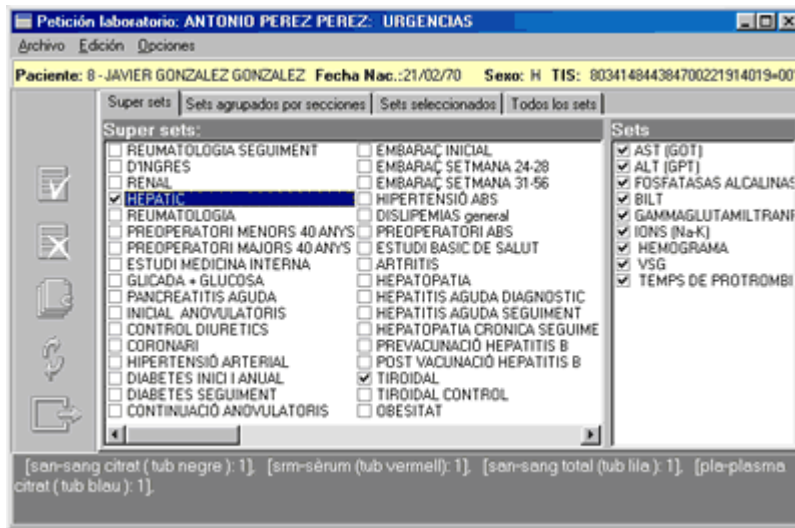 Petición laboratorio: ANTONIO PEREZ PEREZ: URGENCIAS
Archivo Edición Opciones
Paciente: 8 - JAVIER GONZALEZ GONZALEZ Fecha Nac.:21/02/70 Sexo: H TIS: 803414844384700221914019=00
Super sets Sets agrupados por secciones Sets seleccionados Todos los sets
Super sets:
REUMATOLOGIA SEGUIMENT
D'INGRES
RENAL
HEPATIC
REUMATOLOGIA
PREOPERATORI MENORS 40 ANYS
PREOPERATORI MAJORS 40 ANYS
ESTUDI MEDICINA INTERNA
GLICADA + GLUCOSA
PANCREATITIS AGUDA
INICIAL ANOVULATORIS
CONTROL DIURETICS
CORONARI
HIPERTENSIÓ ARTERIAL
DIABETES INICI I ANUAL
DIABETES SEGUIMENT
CONTINUACIÓ ANOVULATORIS
EMBARAÇ INICIAL
EMBARAÇ SETMANA 24-28
EMBARAÇ SETMANA 31-56
HIPERTENSIÓ ABS
DISLIPEMIAS general
PREOPERATORI ABS
ESTUDI BASIC DE SALUT
ARTRITIS
HEPATOPATIA
HEPATITIS AGUDA DIAGNOSTIC
HEPATITIS AGUDA SEGUIMENT
HEPATOPATIA CRONICA SEGUIME
PREVACUNACIÓ HEPATITIS B
POST VACUNACIÓ HEPATITIS B
TIROIDAL
TIROIDAL CONTROL
OBESITAT
Sets
AST (GOT)
ALT (GPT)
FOSFATASAS ALCALINAS
BILT
GAMMAGLUTAMILTRANF
IONS (Na-K)
HEMOGRAMA
VSG
TEMPS DE PROTROMBI
[san-sang citrat ( tub negre ): 1], [srm-sèrum (tub vermell): 1], [san-sang total (tub lila ): 1], [pla-plasma
citrat ( tub blau ): 1],